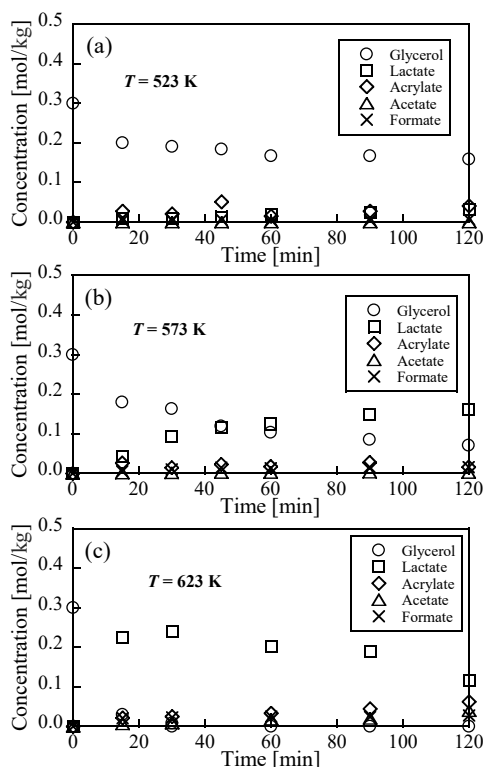 (a)
T = 523 K
Glycerol
Lactate
Acrylate
Acetate
Formate
Concentration [mol/kg]
0.5
0.4
0.3
0.2
0.1
0.0
0 20 40 60 80 100 120
Time [min]
(b)
T = 573 K
Glycerol
Lactate
Acrylate
Acetate
Formate
Concentration [mol/kg]
0.5
0.4
0.3
0.2
0.1
0.0
0 20 40 60 80 100 120
Time [min]
(c)
T = 623 K
Glycerol
Lactate
Acrylate
Acetate
Formate
Concentration [mol/kg]
0.5
0.4
0.3
0.2
0.1
0.0
0 20 40 60 80 100 120
Time [min]